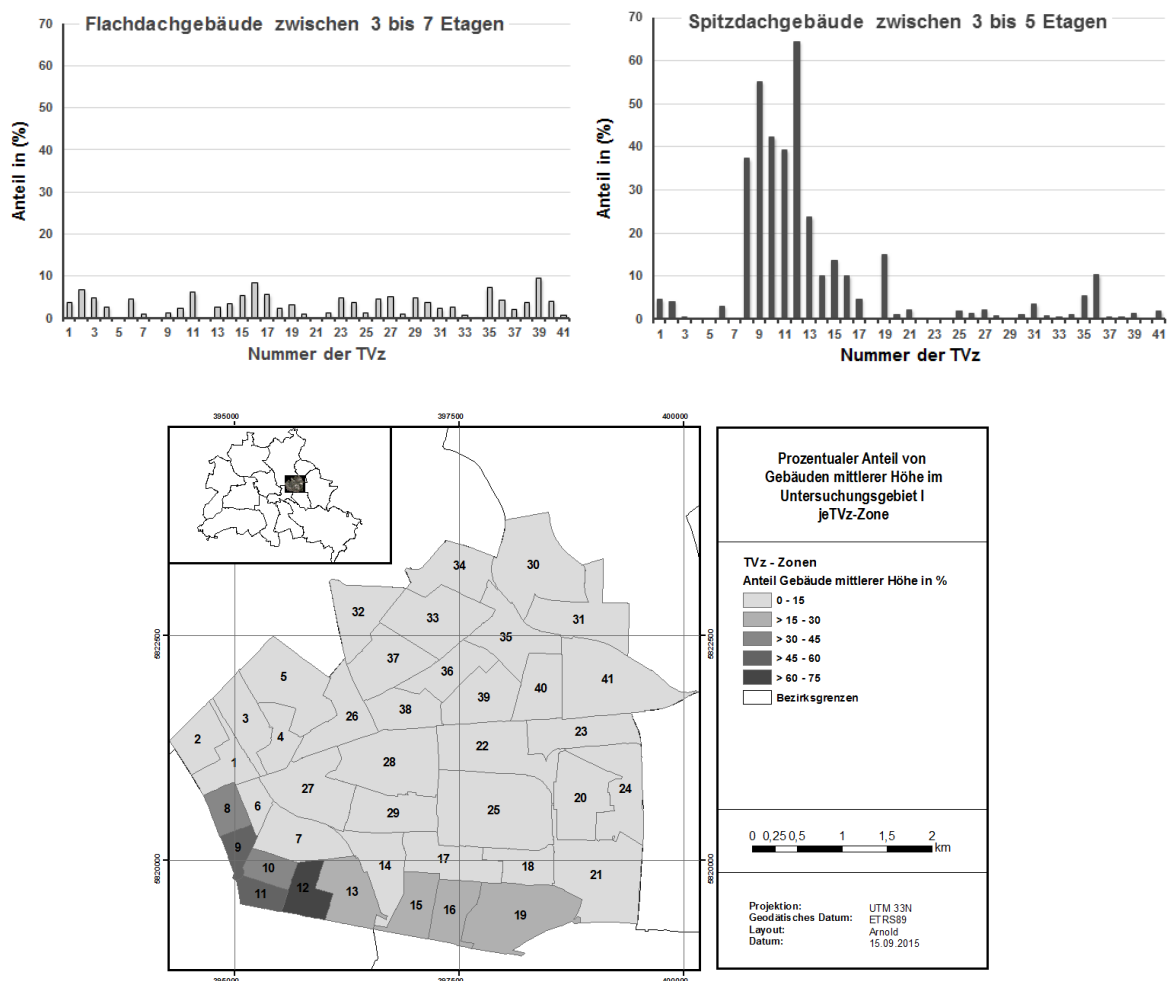 Flachdachgebäude zwischen 3 bis 7 Etagen
Anteil in (%)
70
60
50
40
30
20
10
0
1 3 5 7 9 11 13 15 17 19 21 23 25 27 29 31 33 35 37 39 41
Nummer der TVz
Spitzdachgebäude zwischen 3 bis 5 Etagen
Anteil in (%)
70
60
50
40
30
20
10
0
1 3 5 7 9 11 13 15 17 19 21 23 25 27 29 31 33 35 37 39 41
Nummer der TVz
395000 397500 400000
34 30
32 33 31
5822500 35 5822500
37 36
5 39 40 41
3 26 38
2 4 22 23
1 28
27 20 24
8 6 29 25
7
9
5820000 10 14 17 18 21 5820000
11 12 13
15 16 19
395000 397500 400000
Prozentualer Anteil von
Gebäuden mittlerer Höhe im
Untersuchungsgebiet I
jeTVz-Zone
TVz - Zonen
Anteil Gebäude mittlerer Höhe in %
0 - 15
> 15 - 30
> 30 - 45
> 45 - 60
> 60 - 75
Bezirksgrenzen
0 0,25 0,5 1 1,5 2
km
Projektion: UTM 33N
Geodätisches Datum: ETRS89
Layout: Arnold
Datum: 15.09.2015